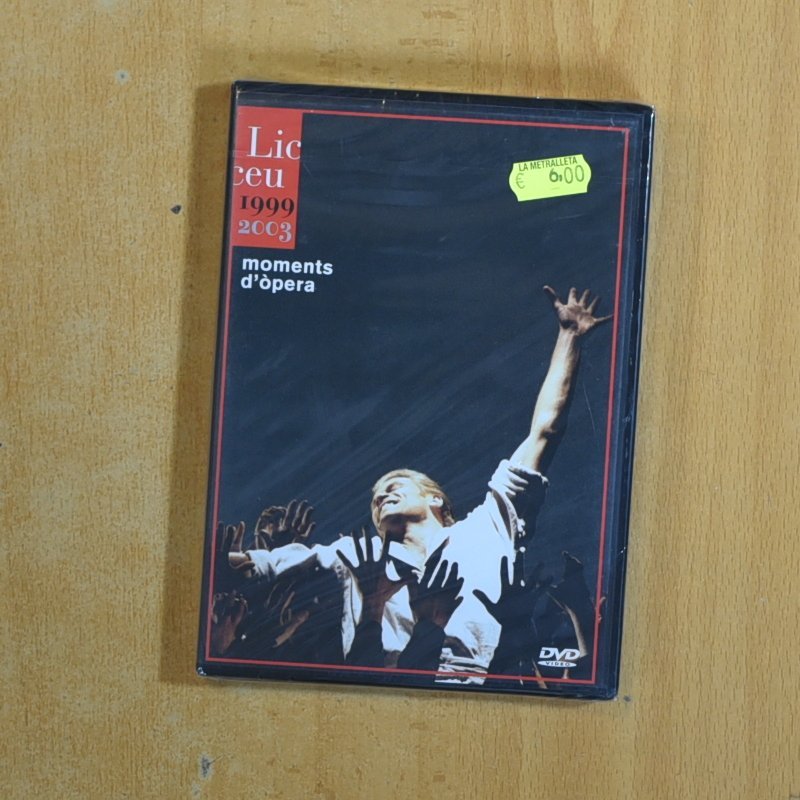 Lic
ceu
1999
2003
moments
d'òpera
LA METRALLETA
€ 6,00
DVD
VIDEO